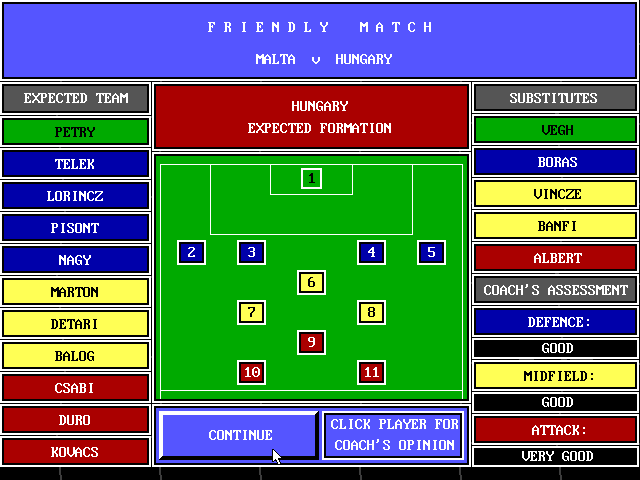 FRIENDLY MATCH
MALTA v HUNGARY
EXPECTED TEAM
PETRY
TELEK
LORINCZ
PISONT
NAGY
MARTON
DETARI
BALOG
CSABI
DURO
KOVACS
HUNGARY
EXPECTED FORMATION
1
2 3 4 5
6
7 8
9
10 11
CONTINUE
CLICK PLAYER FOR
COACH'S OPINION
SUBSTITUTES
VEGH
BORAS
VINCZE
BANFI
ALBERT
COACH'S ASSESSMENT
DEFENCE:
GOOD
MIDFIELD:
GOOD
ATTACK:
VERY GOOD